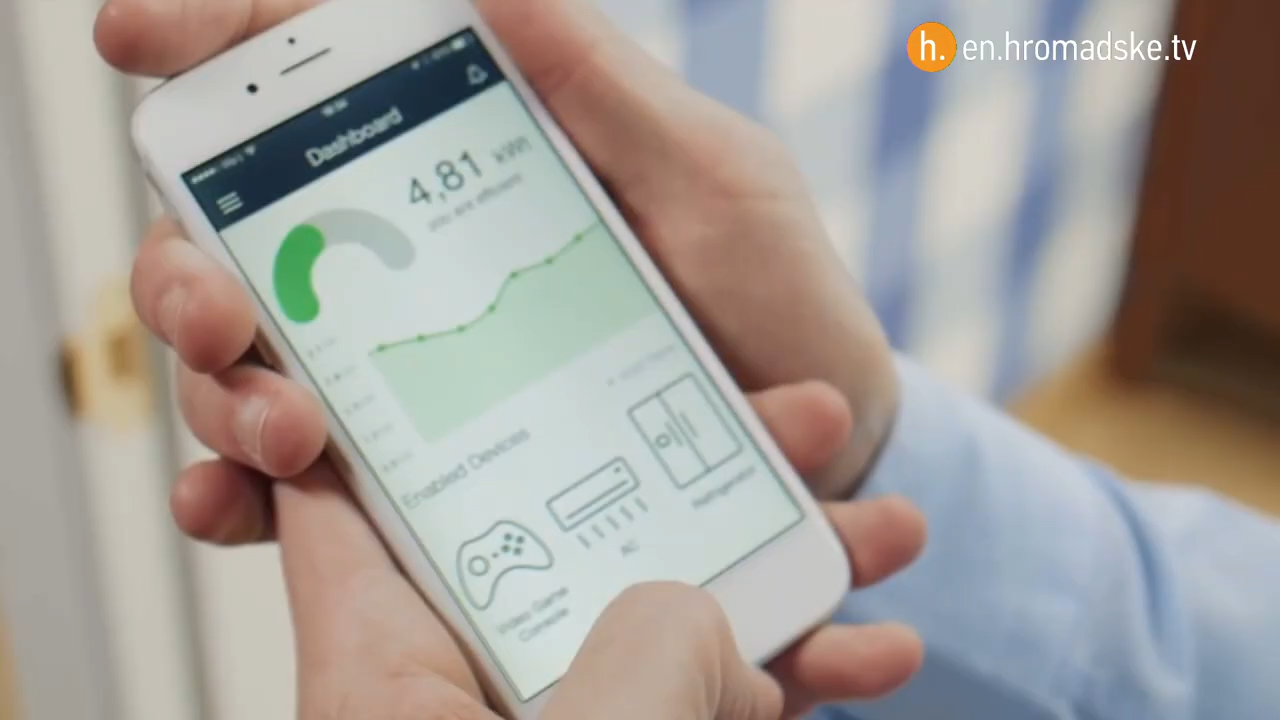 h. en.hromadske.tv
Dashboard
4,81 kWh
you are efficient
Enabled Devices
Refrigerator
AC
Video Game
Console